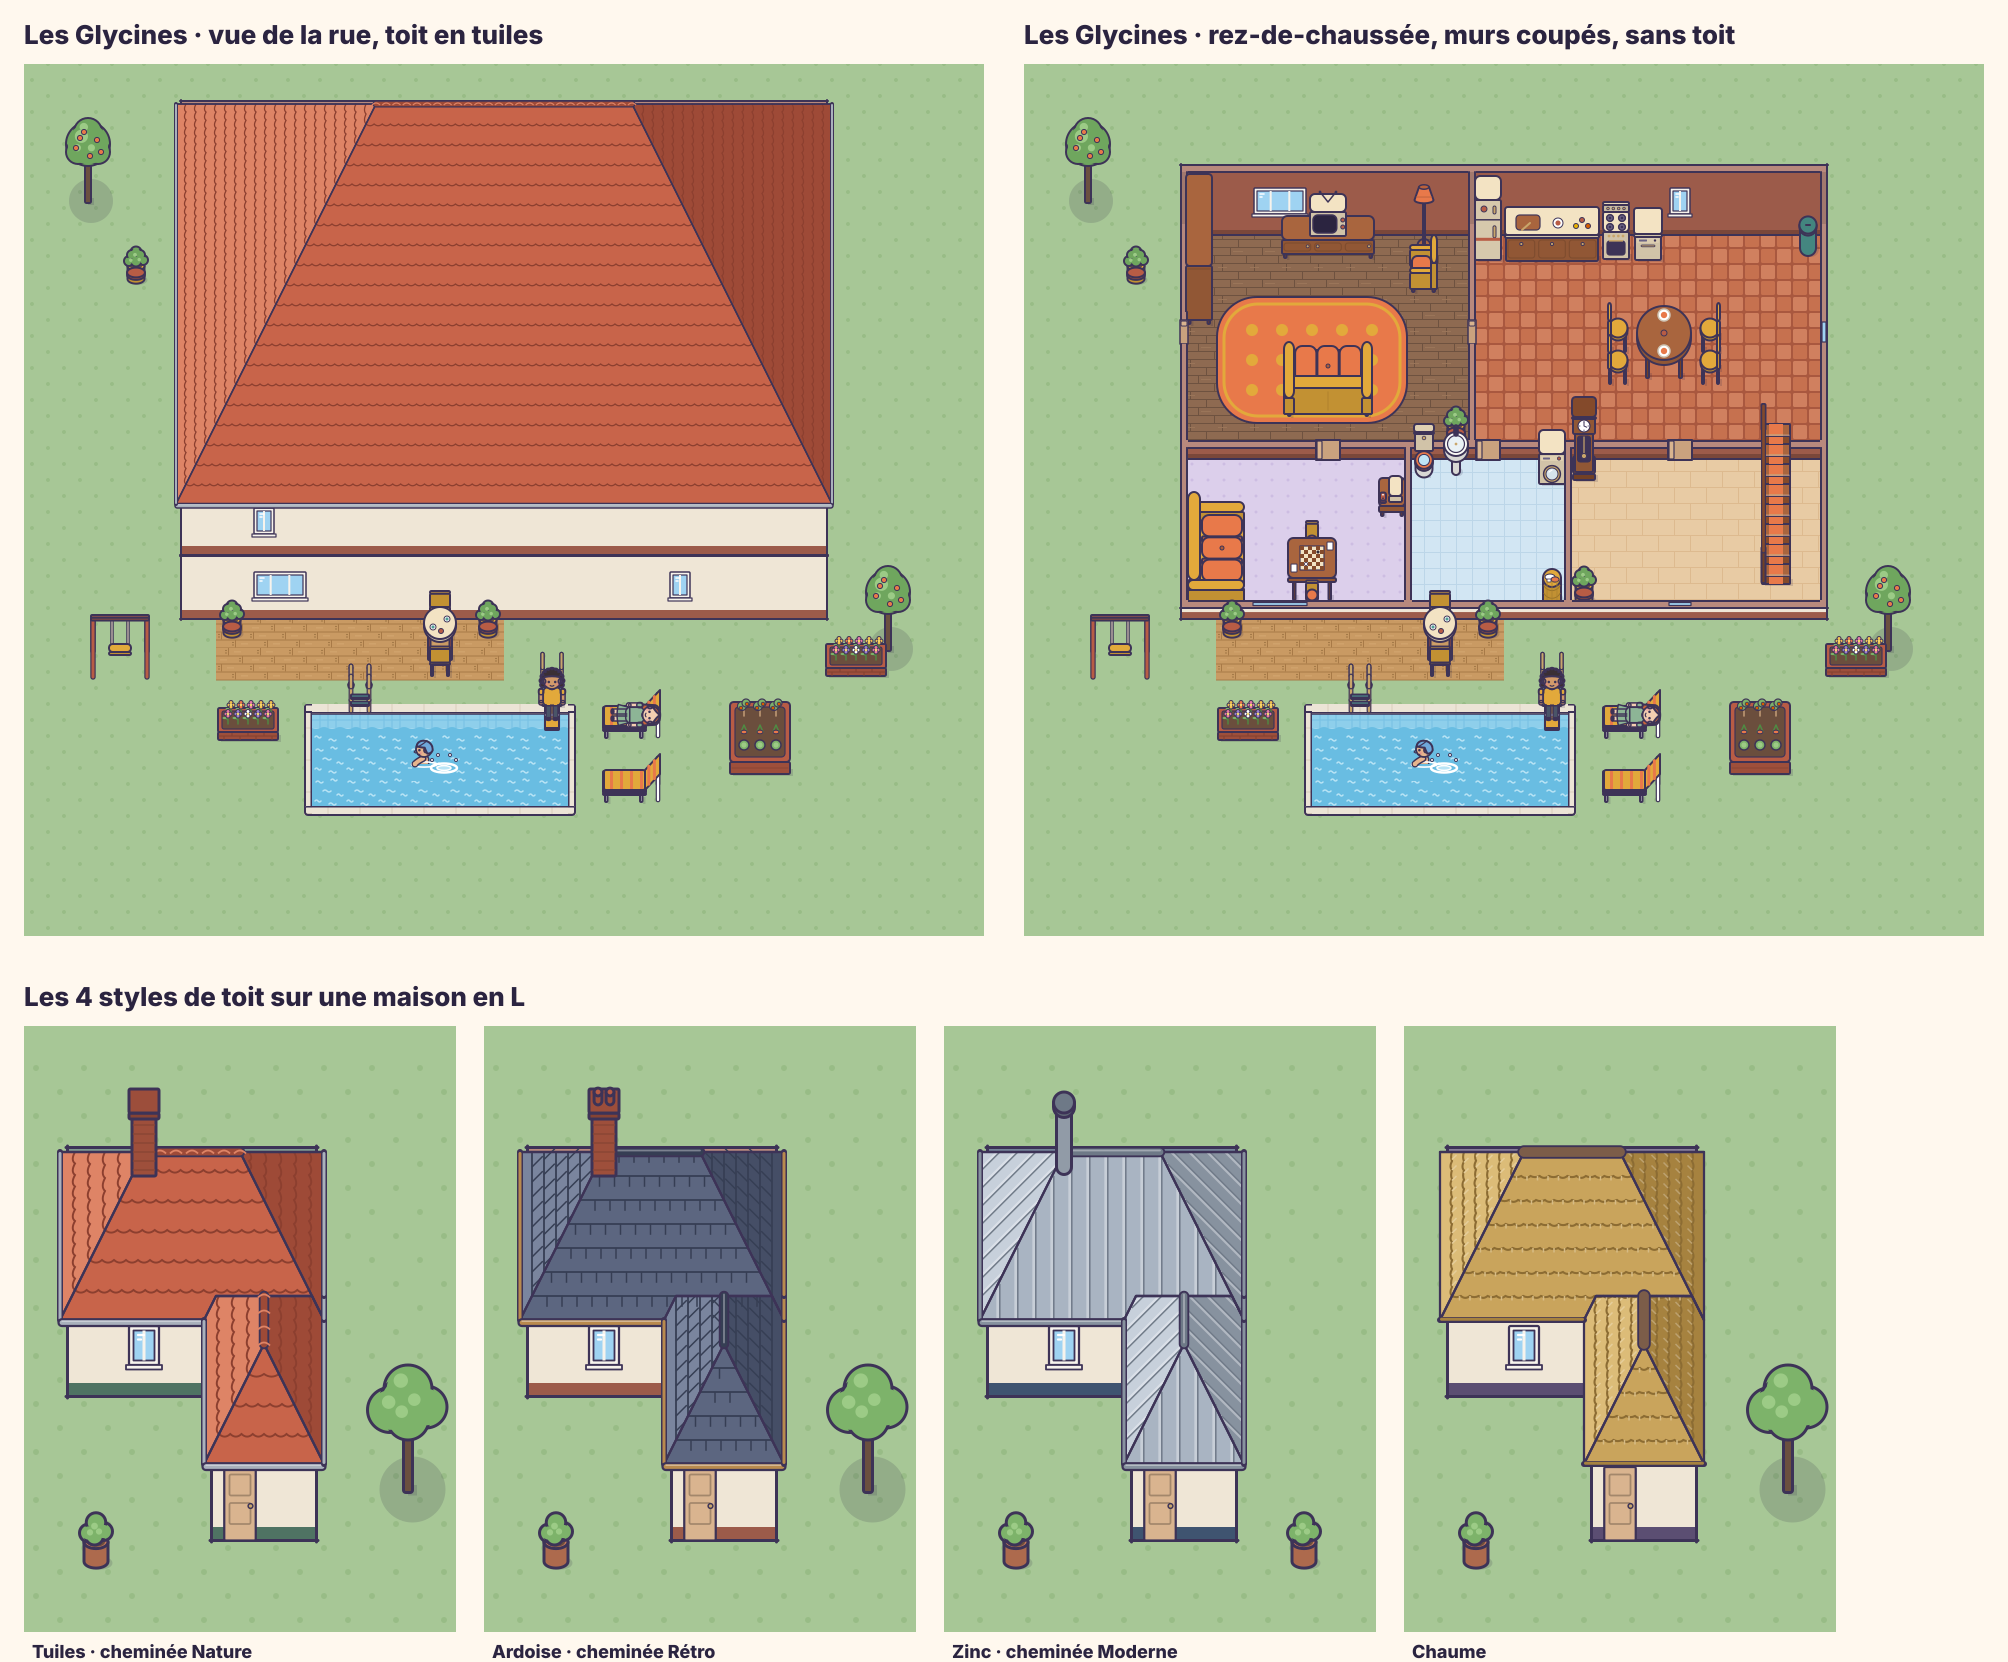 Les Glycines · vue de la rue, toit en tuiles
Les Glycines · rez-de-chaussée, murs coupés, sans toit
Les 4 styles de toit sur une maison en L
Tuiles · cheminée Nature
Ardoise · cheminée Rétro
Zinc · cheminée Moderne
Chaume